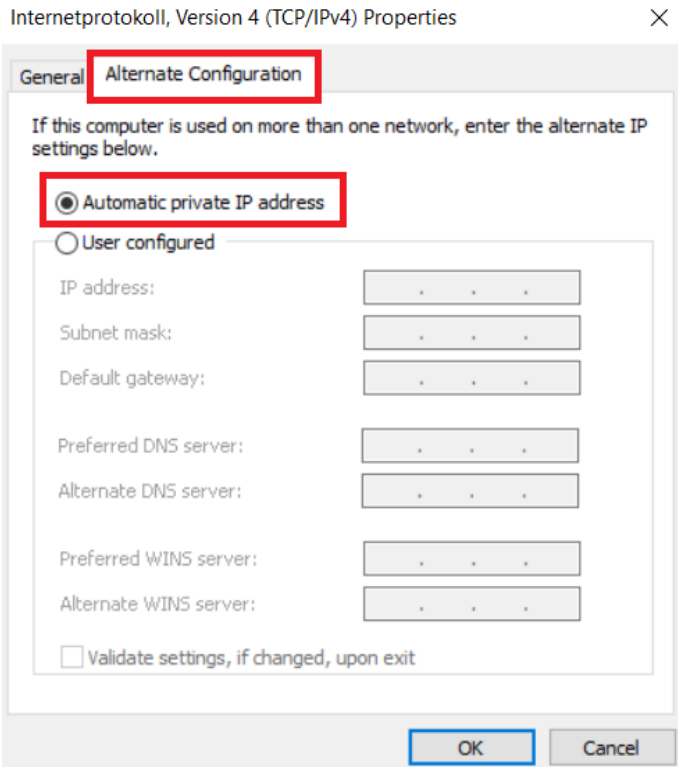 Internetprotokoll, Version 4 (TCP/IPv4) Properties
General
Alternate Configuration
If this computer is used on more than one network, enter the alternate IP
settings below.
Automatic private IP address
User configured
IP address:
Subnet mask:
Default gateway:
Preferred DNS server:
Alternate DNS server:
Preferred WINS server:
Alternate WINS server:
Validate settings, if changed, upon exit
OK
Cancel